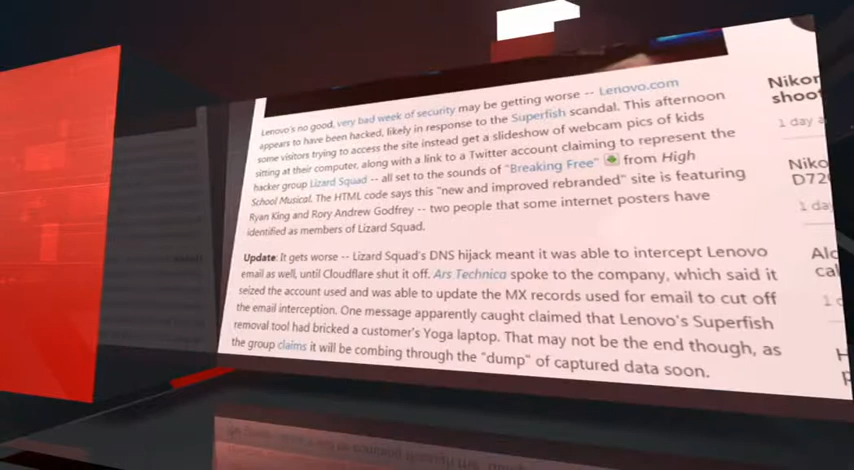 Lenovo's no good, very bad week of security may be getting worse -- Lenovo.com
appears to have been hacked, likely in response to the Superfish scandal. This afternoon
some visitors trying to access the site instead get a slideshow of webcam pics of kids
sitting at their computer, along with a link to a Twitter account claiming to represent the
hacker group Lizard Squad -- all set to the sounds of "Breaking Free" from High
School Musical. The HTML code says this "new and improved rebranded" site is featuring
Ryan King and Rory Andrew Godfrey -- two people that some internet posters have
identified as members of Lizard Squad.
Update: It gets worse -- Lizard Squad's DNS hijack meant it was able to intercept Lenovo
email as well, until Cloudflare shut it off. Ars Technica spoke to the company, which said it
seized the account used and was able to update the MX records used for email to cut off
the email interception. One message apparently caught claimed that Lenovo's Superfish
removal tool had bricked a customer's Yoga laptop. That may not be the end though, as
the group claims it will be combing through the "dump" of captured data soon.
Nikon
shoo
1 day a
Niko
D72
1 da
Alc
cal
1
H
p